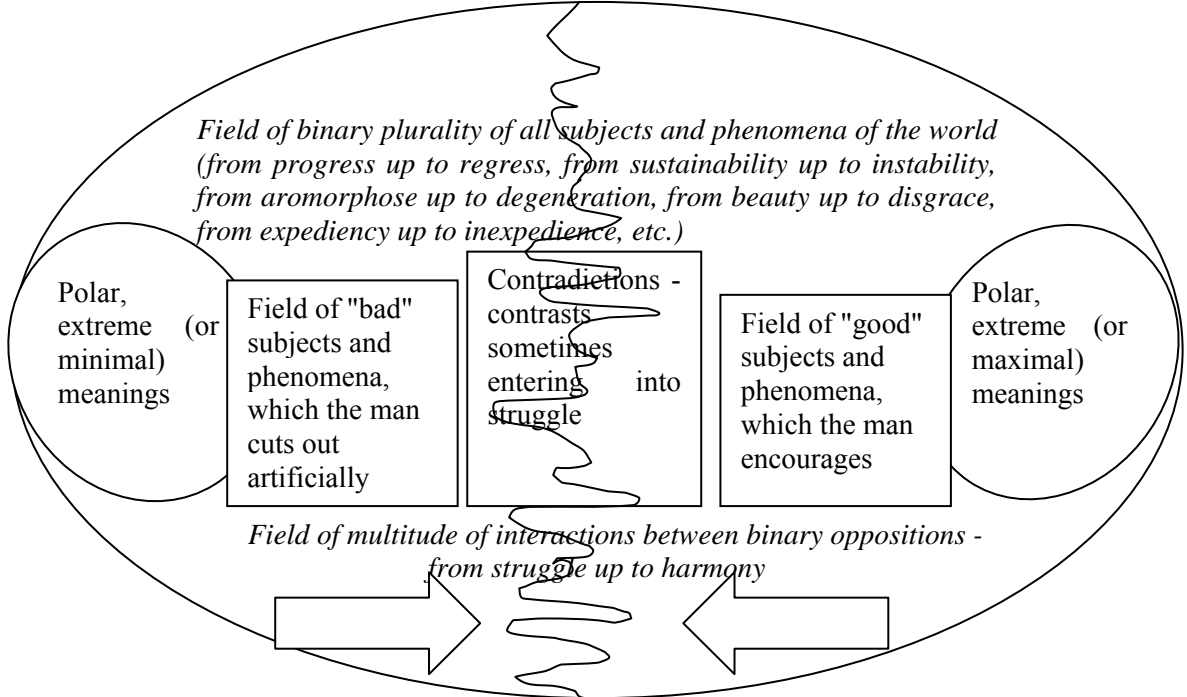 Field of binary plurality of all subjects and phenomena of the world
(from progress up to regress, from sustainability up to instability,
from aromorphose up to degeneration, from beauty up to disgrace,
from expediency up to inexpedience, etc.)
Polar,
extreme (or
minimal)
meanings
Field of "bad"
subjects and
phenomena,
which the man
cuts out
artificially
Contradictions -
contrasts
sometimes
entering into
struggle
Field of "good"
subjects and
phenomena,
which the man
encourages
Polar,
extreme (or
maximal)
meanings
Field of multitude of interactions between binary oppositions -
from struggle up to harmony